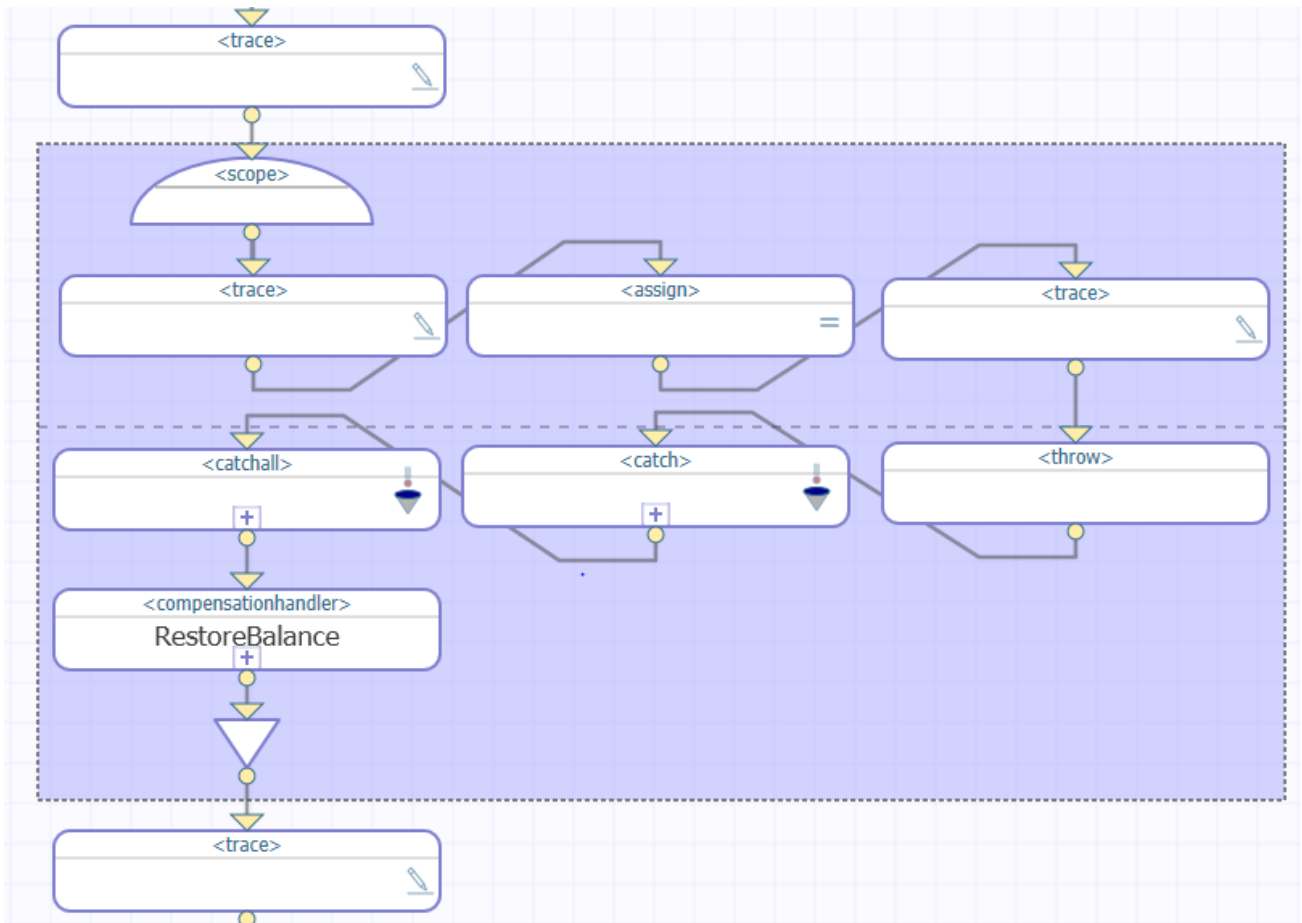 <trace>
<scope>
<trace>
<assign>
<trace>
<catchall>
<catch>
<throw>
<compensationhandler>
RestoreBalance
<trace>